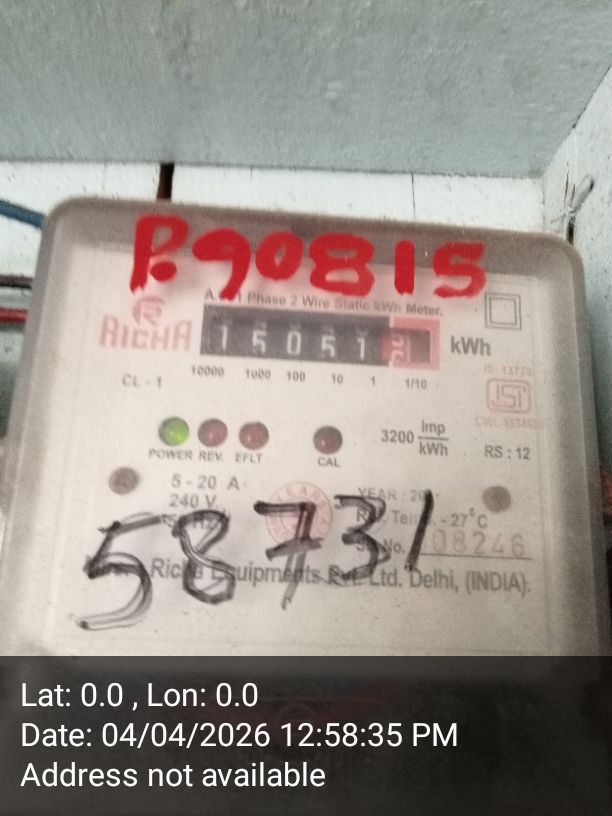 P.90815
A.C. 1 Phase 2 Wire Static kWh Meter.
RICHA
15051
kWh
10000 1000 100 10 1 1/10
CL - 1
IS: 13779
ISI
POWER REV. EFLT
CAL
3200 Imp/kWh
RS : 12
5 - 20 A
240 V
YEAR : 20
- 27°C
No. 08246
58731
Richa Equipments Pvt. Ltd. Delhi, (INDIA).
Lat: 0.0 , Lon: 0.0
Date: 04/04/2026 12:58:35 PM
Address not available